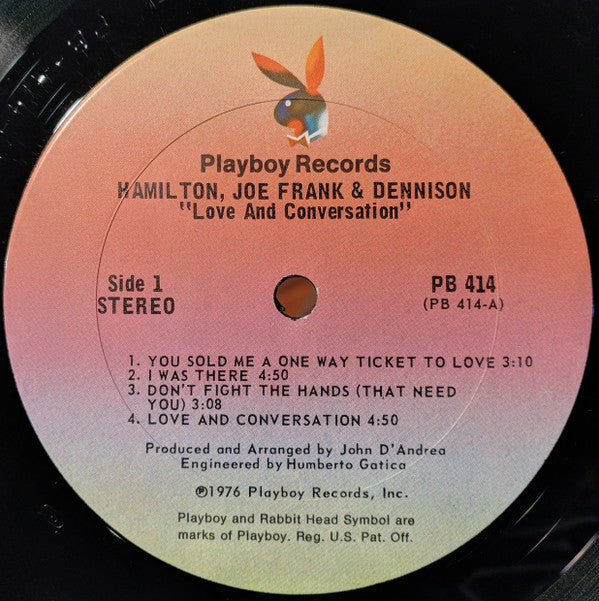 Playboy Records
HAMILTON, JOE FRANK & DENNISON
"Love And Conversation"
Side 1
STEREO
PB 414
(PB 414-A)
1. YOU SOLD ME A ONE WAY TICKET TO LOVE 3:10
2. I WAS THERE 4:50
3. DON'T FIGHT THE HANDS (THAT NEED
YOU) 3:08
4. LOVE AND CONVERSATION 4:50
Produced and Arranged by John D'Andrea
Engineered by Humberto Gatica
℗1976 Playboy Records, Inc.
Playboy and Rabbit Head Symbol are
marks of Playboy. Reg. U.S. Pat. Off.